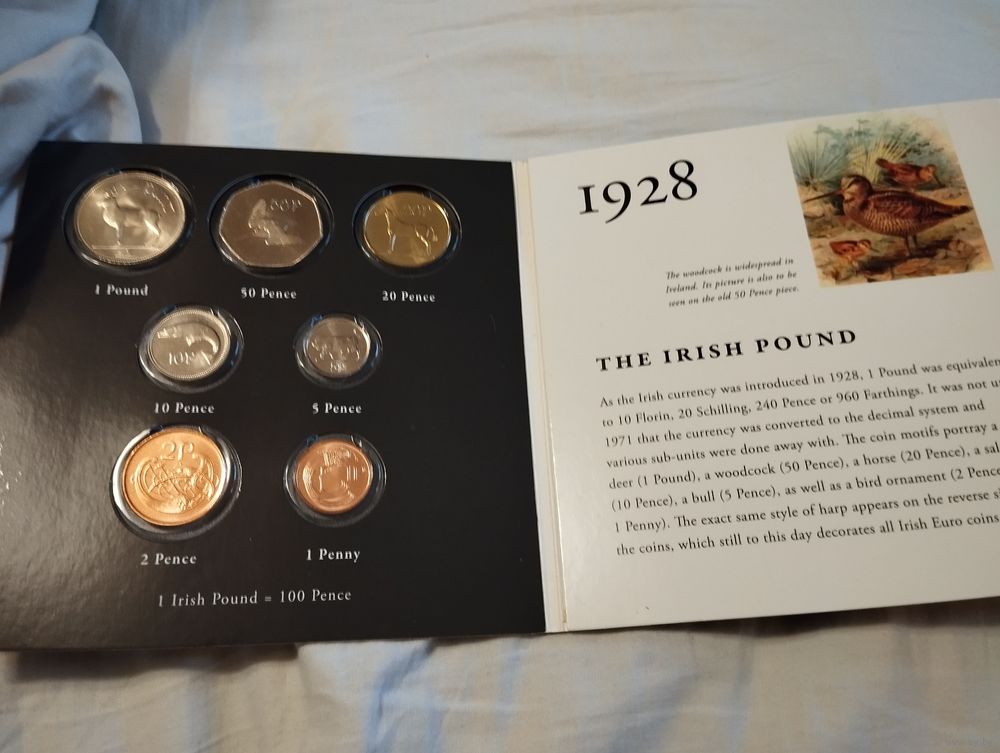 50P
20P
1 Pound
50 Pence
20 Pence
10P
5P
10 Pence
5 Pence
2P
1P
2 Pence
1 Penny
1 Irish Pound = 100 Pence
1928
The woodcock is widespread in
Ireland. Its picture is also to be
seen on the old 50 Pence piece.
THE IRISH POUND
As the Irish currency was introduced in 1928, 1 Pound was equivalen
to 10 Florin, 20 Schilling, 240 Pence or 960 Farthings. It was not u
1971 that the currency was converted to the decimal system and
various sub-units were done away with. The coin motifs portray a
deer (1 Pound), a woodcock (50 Pence), a horse (20 Pence), a sal
(10 Pence), a bull (5 Pence), as well as a bird ornament (2 Pence
1 Penny). The exact same style of harp appears on the reverse s
the coins, which still to this day decorates all Irish Euro coins